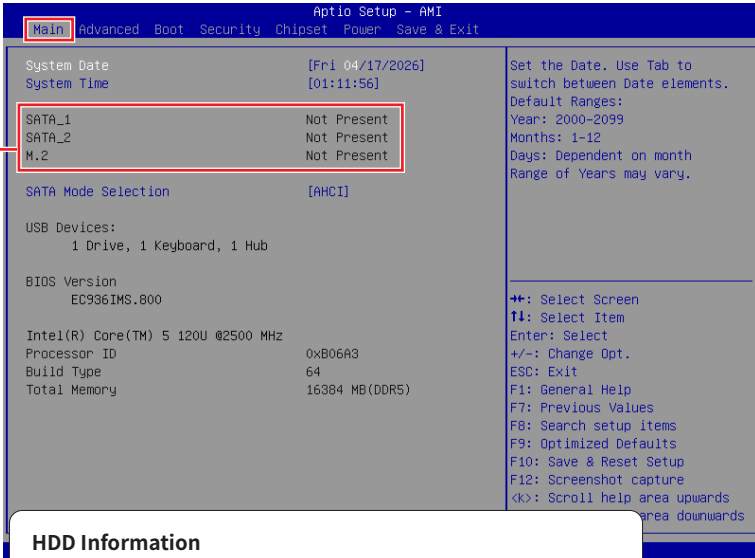 Aptio Setup – AMI
Main Advanced Boot Security Chipset Power Save & Exit
System Date [Fri 04/17/2026]
System Time [01:11:56]
SATA_1 Not Present
SATA_2 Not Present
M.2 Not Present
SATA Mode Selection [AHCI]
USB Devices:
1 Drive, 1 Keyboard, 1 Hub
BIOS Version
EC936IMS.800
Intel(R) Core(TM) 5 120U @2500 MHz
Processor ID 0xB06A3
Build Type 64
Total Memory 16384 MB(DDR5)
Set the Date. Use Tab to
switch between Date elements.
Default Ranges:
Year: 2000-2099
Months: 1-12
Days: Dependent on month
Range of Years may vary.
→←: Select Screen
↑↓: Select Item
Enter: Select
+/-: Change Opt.
ESC: Exit
F1: General Help
F7: Previous Values
F8: Search setup items
F9: Optimized Defaults
F10: Save & Reset Setup
F12: Screenshot capture
<k>: Scroll help area upwards
area downwards
HDD Information